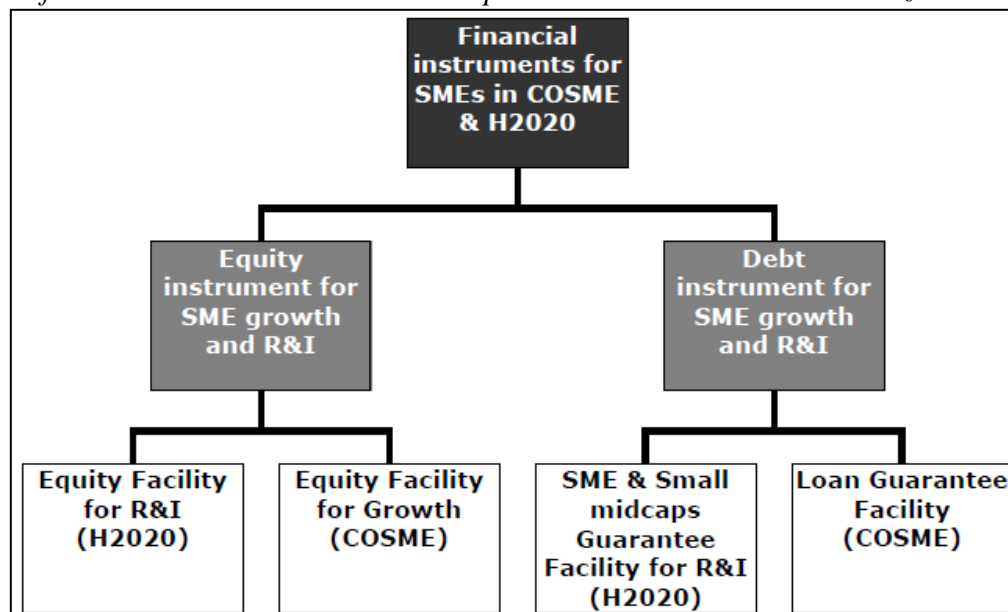 Financial
instruments for
SMEs in COSME
& H2020
Equity
instrument for
SME growth
and R&I
Debt
instrument for
SME growth
and R&I
Equity Facility
for R&I
(H2020)
Equity Facility
for Growth
(COSME)
SME & Small
midcaps
Guarantee
Facility for R&I
(H2020)
Loan Guarantee
Facility
(COSME)